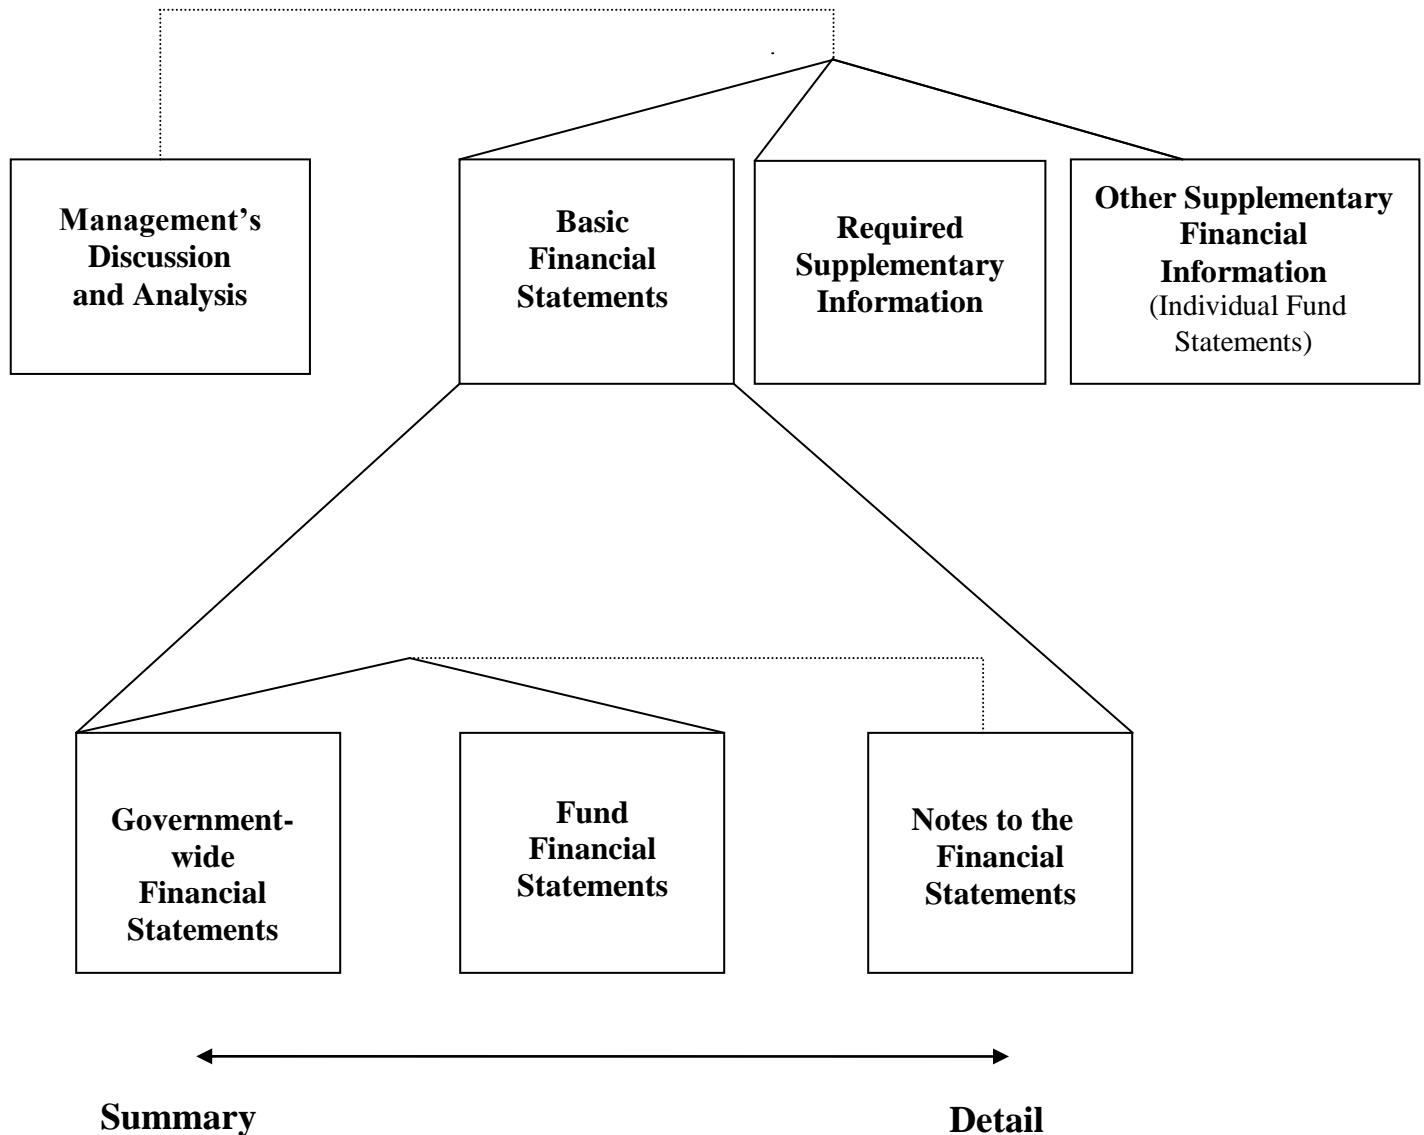 Management’s
Discussion
and Analysis
Basic
Financial
Statements
Required
Supplementary
Information
Other Supplementary
Financial
Information
(Individual Fund
Statements)
Government-
wide
Financial
Statements
Fund
Financial
Statements
Notes to the
Financial
Statements
Summary
Detail